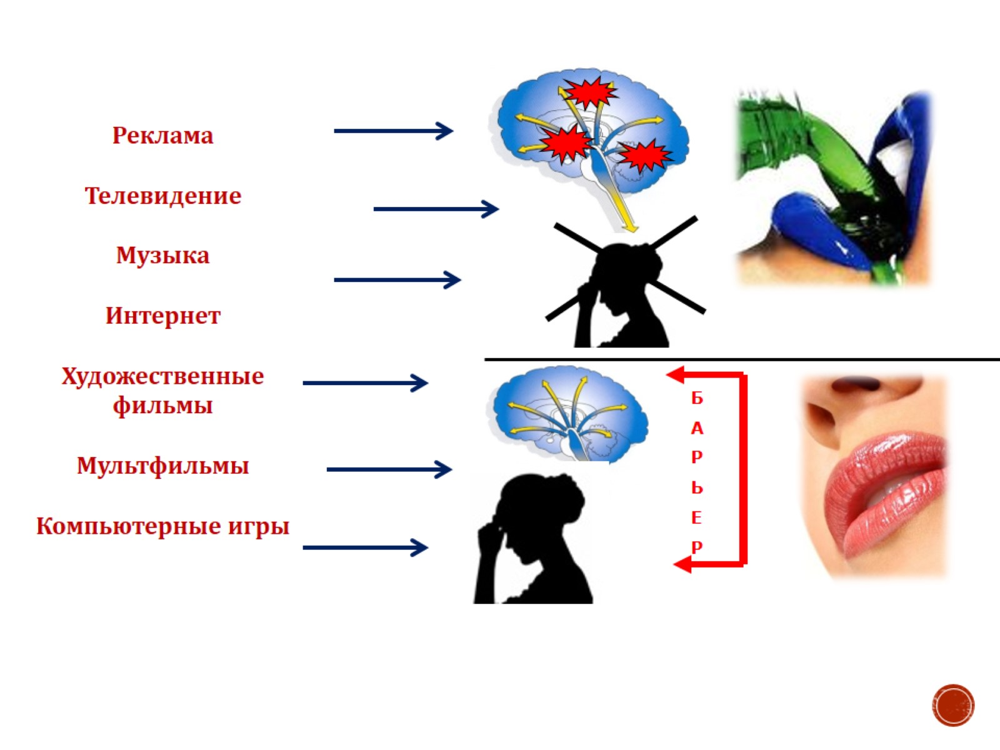 Реклама
Телевидение
Музыка
Интернет
Художественные
фильмы
Мультфильмы
Компьютерные игры
Б
А
Р
Ь
Е
Р